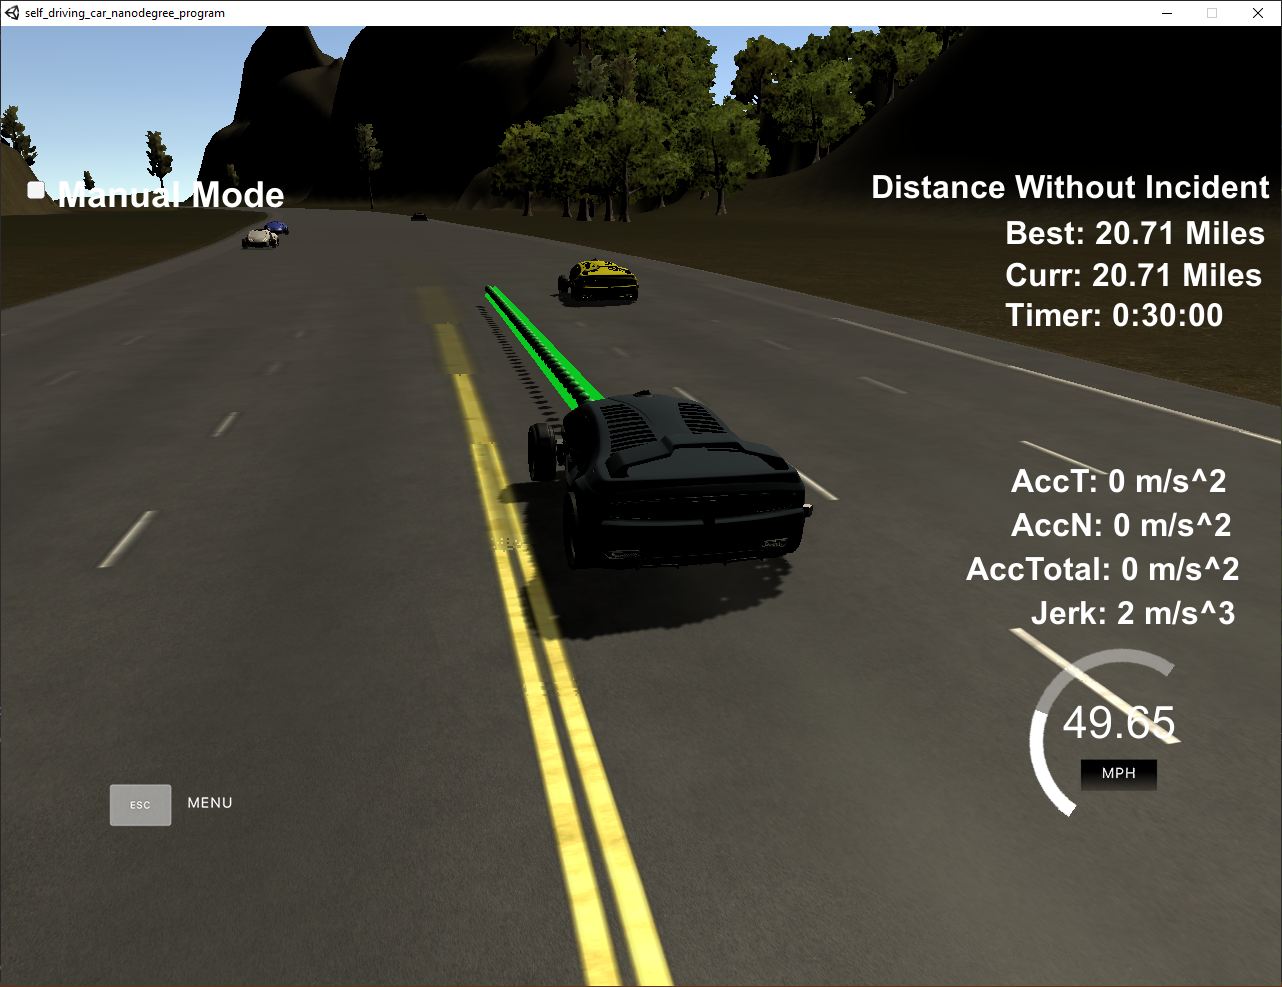 self_driving_car_nanodegree_program
Manual Mode
Distance Without Incident
Best: 20.71 Miles
Curr: 20.71 Miles
Timer: 0:30:00
AccT: 0 m/s^2
AccN: 0 m/s^2
AccTotal: 0 m/s^2
Jerk: 2 m/s^3
49.65
MPH
ESC MENU